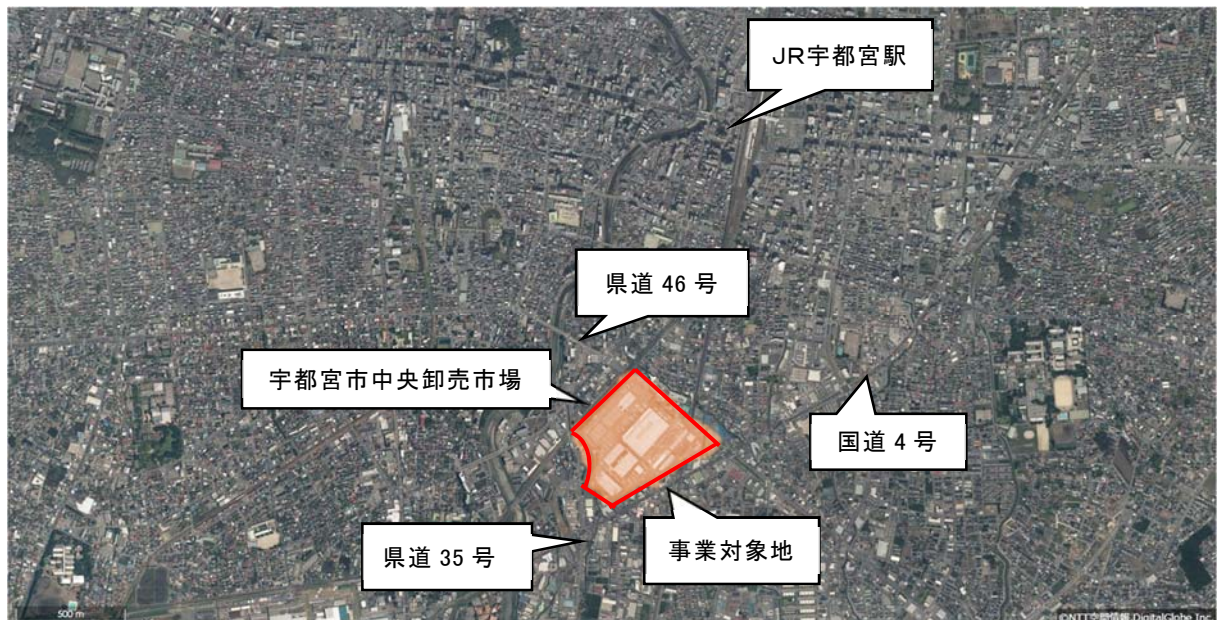 JR宇都宮駅
県道 46 号
宇都宮市中央卸売市場
国道 4 号
県道 35 号
事業対象地
500 m
©NTT空間情報 DigitalGlobe Inc